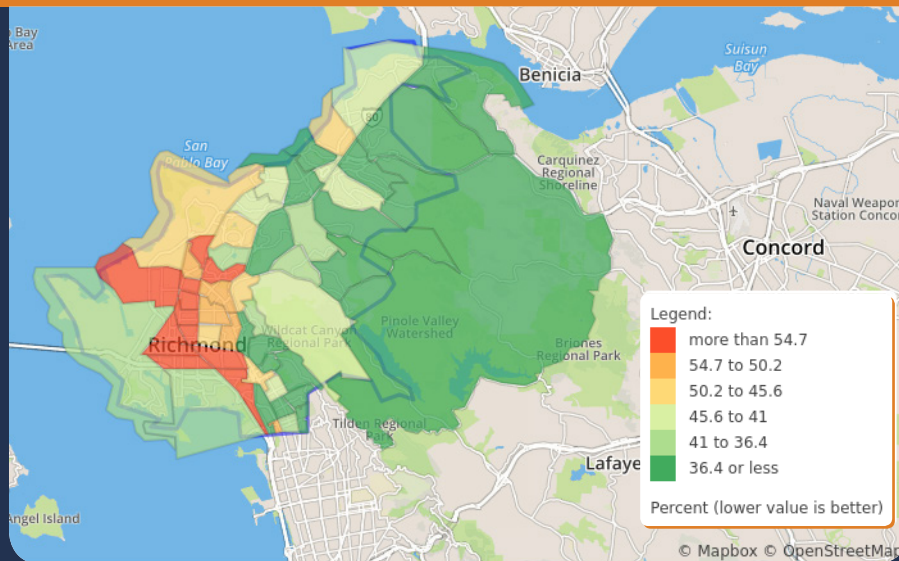 Bay
Area
Suisun
Bay
Benicia
80
San
Pablo Bay
Carquinez
Regional
Shoreline
Naval Weapon
Station Conco
Concord
Richmond
Wildcat Canyon
Regional Park
Pinole Valley
Watershed
Briones
Regional Park
Tilden Regional
Park
Lafaye
Angel Island
Legend:
more than 54.7
54.7 to 50.2
50.2 to 45.6
45.6 to 41
41 to 36.4
36.4 or less
Percent (lower value is better)
© Mapbox © OpenStreetMap